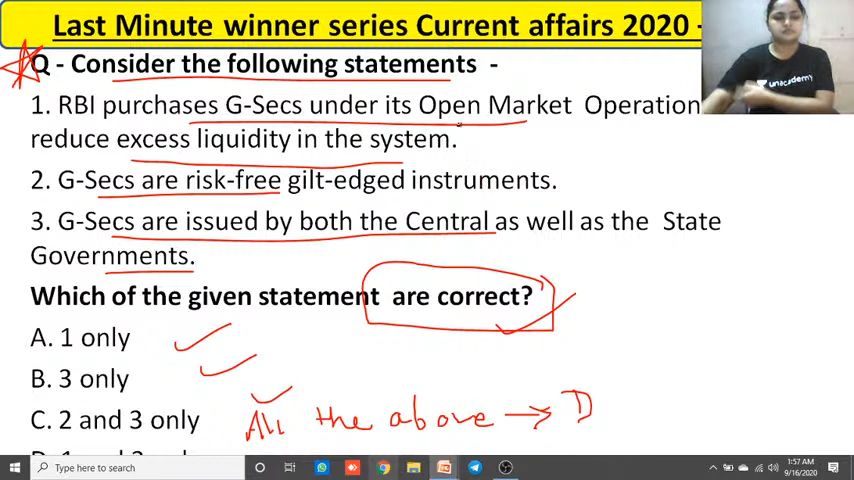 Last Minute winner series Current affairs 2020 -
Q - Consider the following statements -
unacademy
1. RBI purchases G-Secs under its Open Market Operation
reduce excess liquidity in the system.
2. G-Secs are risk-free gilt-edged instruments.
3. G-Secs are issued by both the Central as well as the State
Governments.
Which of the given statement are correct?
A. 1 only
B. 3 only
C. 2 and 3 only
All the above → D
Type here to search
1:57 AM
9/16/2020